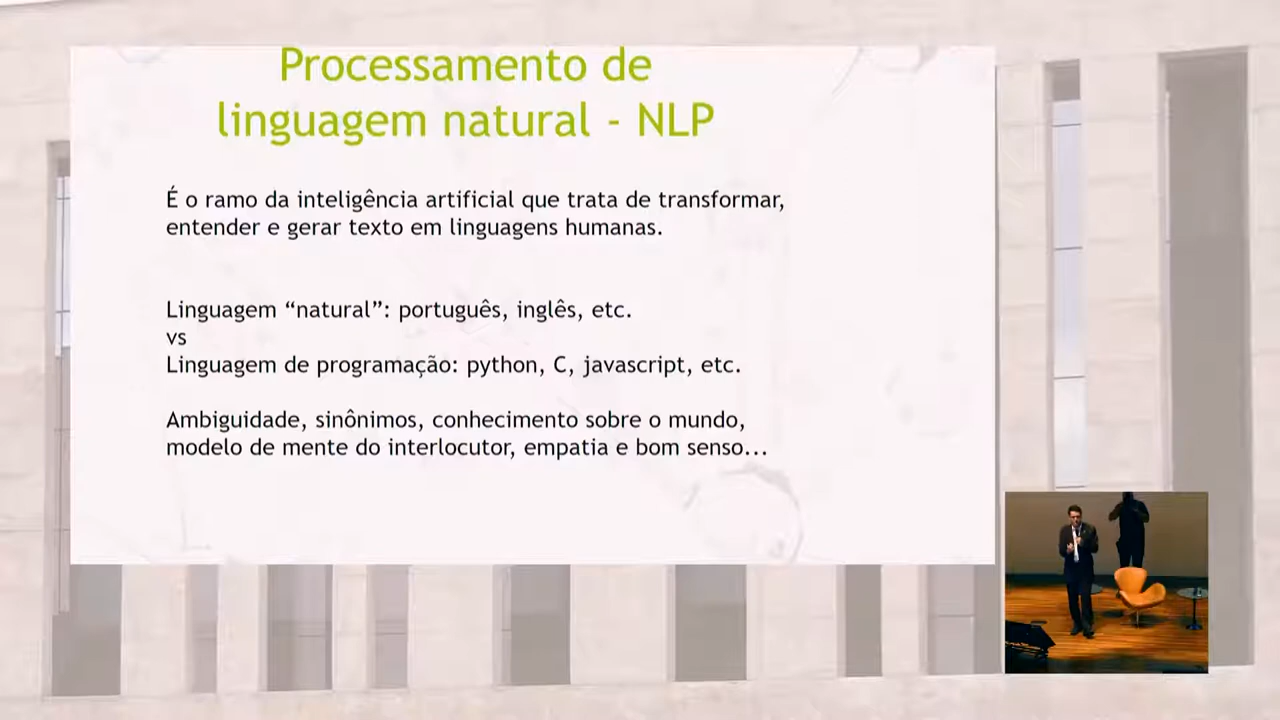 Processamento de
linguagem natural - NLP
É o ramo da inteligência artificial que trata de transformar,
entender e gerar texto em linguagens humanas.
Linguagem “natural”: português, inglês, etc.
vs
Linguagem de programação: python, C, javascript, etc.
Ambiguidade, sinônimos, conhecimento sobre o mundo,
modelo de mente do interlocutor, empatia e bom senso...